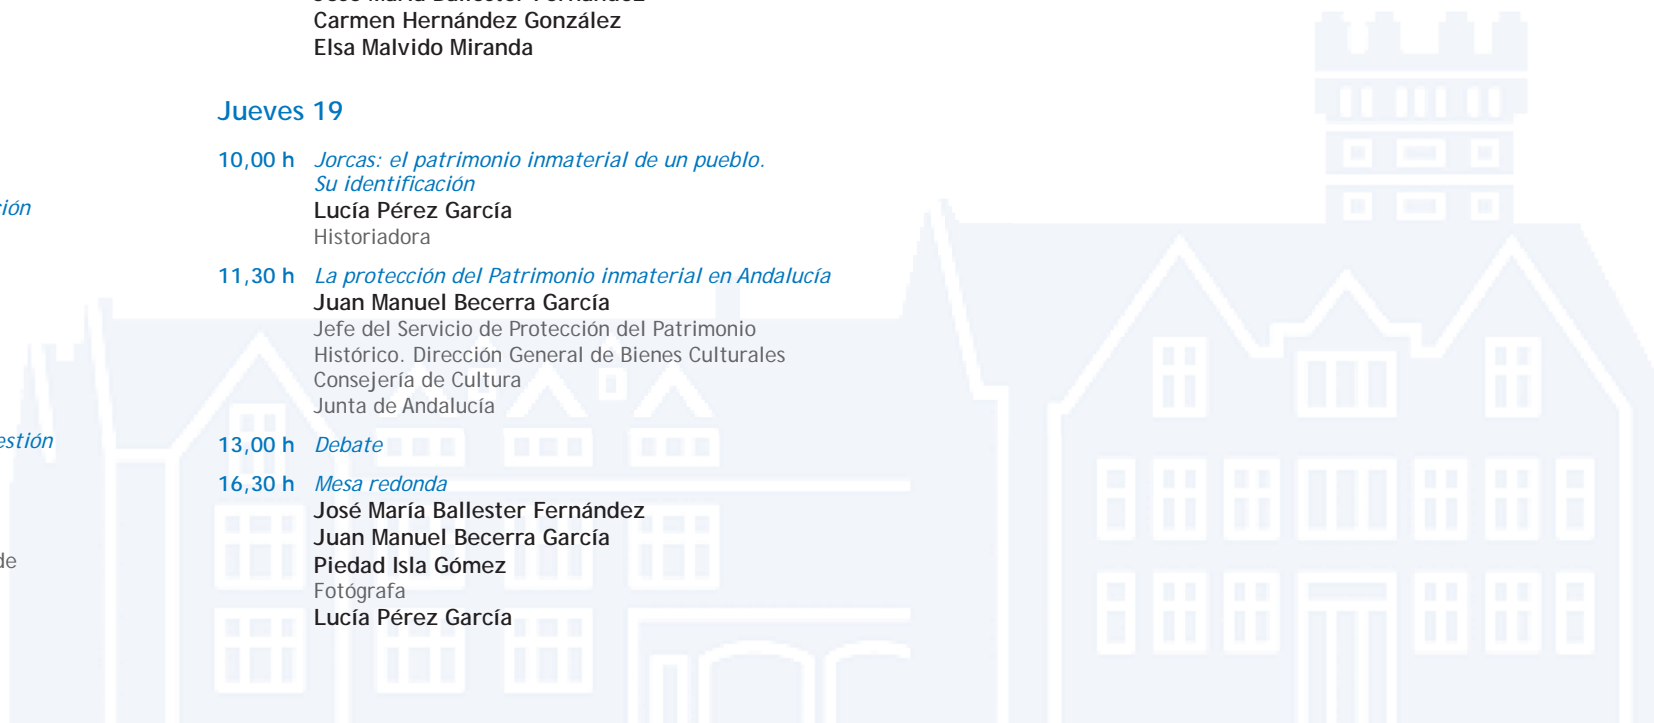 Carmen Hernández González
Elsa Malvido Miranda
Jueves 19
10,00 h Jorcas: el patrimonio inmaterial de un pueblo.
Su identificación
Lucía Pérez García
Historiadora
11,30 h La protección del Patrimonio inmaterial en Andalucía
Juan Manuel Becerra García
Jefe del Servicio de Protección del Patrimonio
Histórico. Dirección General de Bienes Culturales
Consejería de Cultura
Junta de Andalucía
13,00 h Debate
16,30 h Mesa redonda
José María Ballester Fernández
Juan Manuel Becerra García
Piedad Isla Gómez
Fotógrafa
Lucía Pérez García